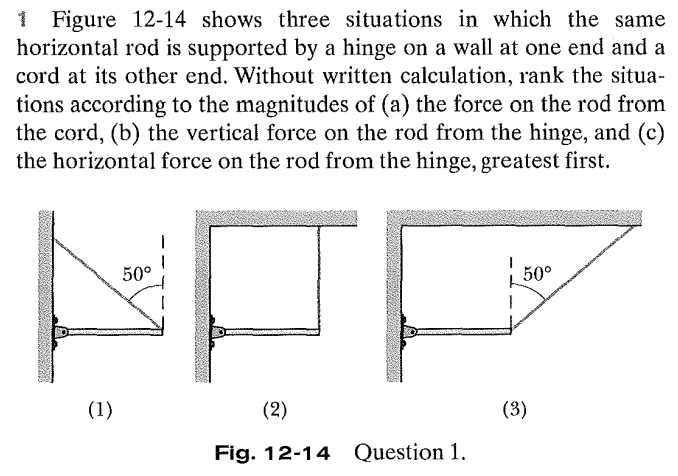 1 Figure 12-14 shows three situations in which the same
horizontal rod is supported by a hinge on a wall at one end and a
cord at its other end. Without written calculation, rank the situa-
tions according to the magnitudes of (a) the force on the rod from
the cord, (b) the vertical force on the rod from the hinge, and (c)
the horizontal force on the rod from the hinge, greatest first.
50° 50°
(1) (2) (3)
Fig. 12-14 Question 1.